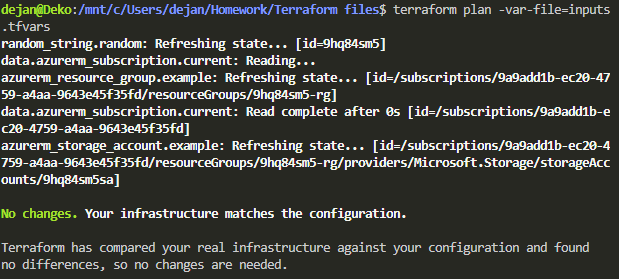 dejan@Deko:/mnt/c/Users/dejan/Homework/Terraform files$ terraform plan -var-file=inputs
.tfvars
random_string.random: Refreshing state... [id=9hq84sm5]
data.azurerm_subscription.current: Reading...
azurerm_resource_group.example: Refreshing state... [id=/subscriptions/9a9add1b-ec20-47
59-a4aa-9643e45f35fd/resourceGroups/9hq84sm5-rg]
data.azurerm_subscription.current: Read complete after 0s [id=/subscriptions/9a9add1b-e
c20-4759-a4aa-9643e45f35fd]
azurerm_storage_account.example: Refreshing state... [id=/subscriptions/9a9add1b-ec20-4
759-a4aa-9643e45f35fd/resourceGroups/9hq84sm5-rg/providers/Microsoft.Storage/storageAcc
ounts/9hq84sm5sa]
No changes. Your infrastructure matches the configuration.
Terraform has compared your real infrastructure against your configuration and found
no differences, so no changes are needed.